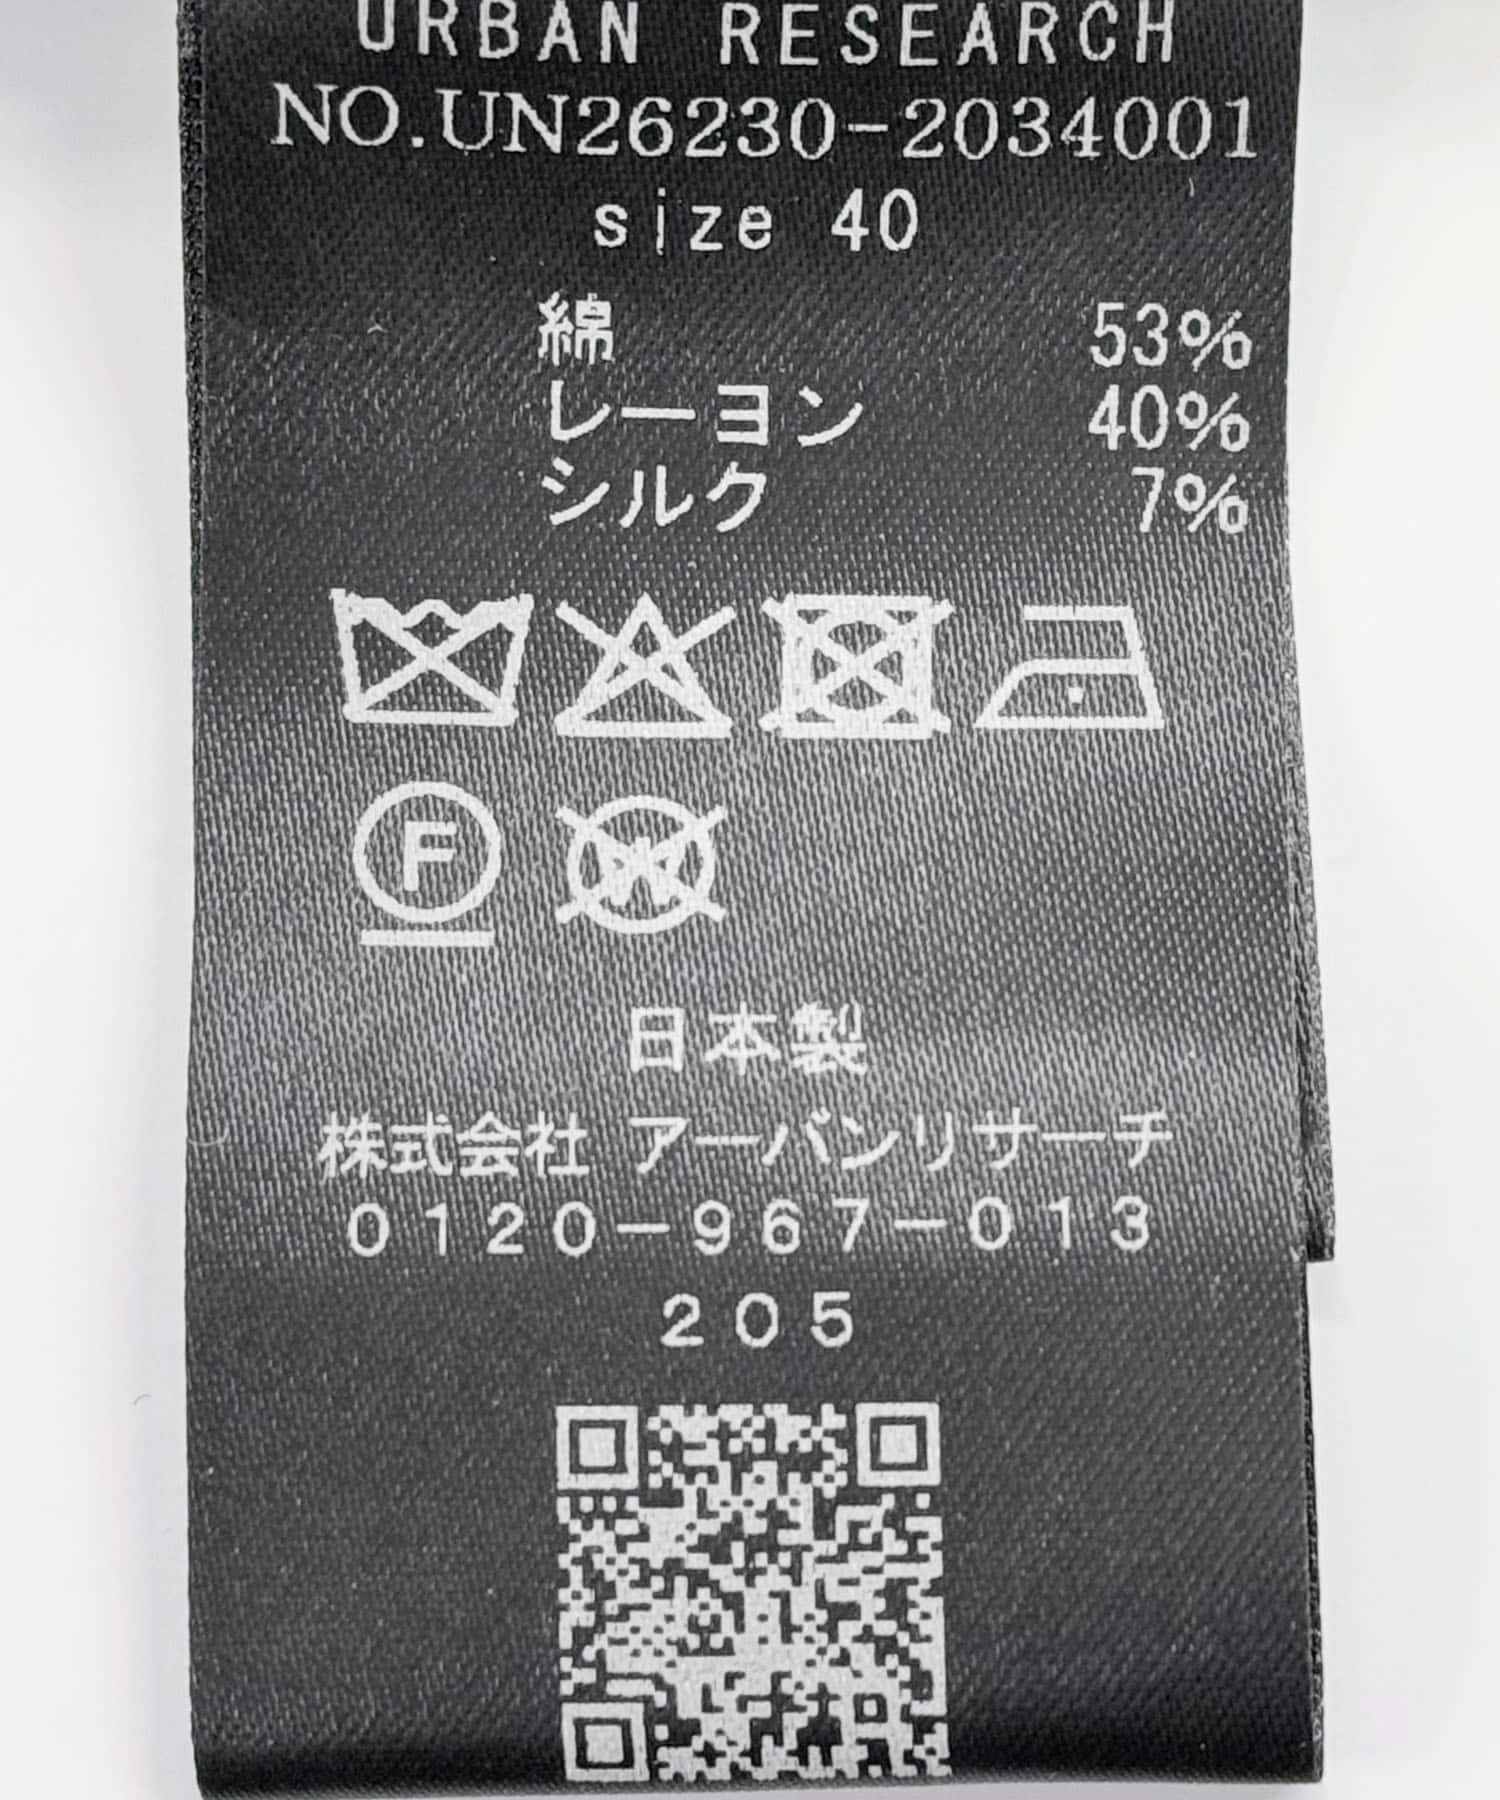 URBAN RESEARCH
NO.UN26230-2034001
size 40
綿 53%
レーヨン 40%
シルク 7%
F
W
日本製
株式会社 アーバンリサーチ
0120-967-013
205